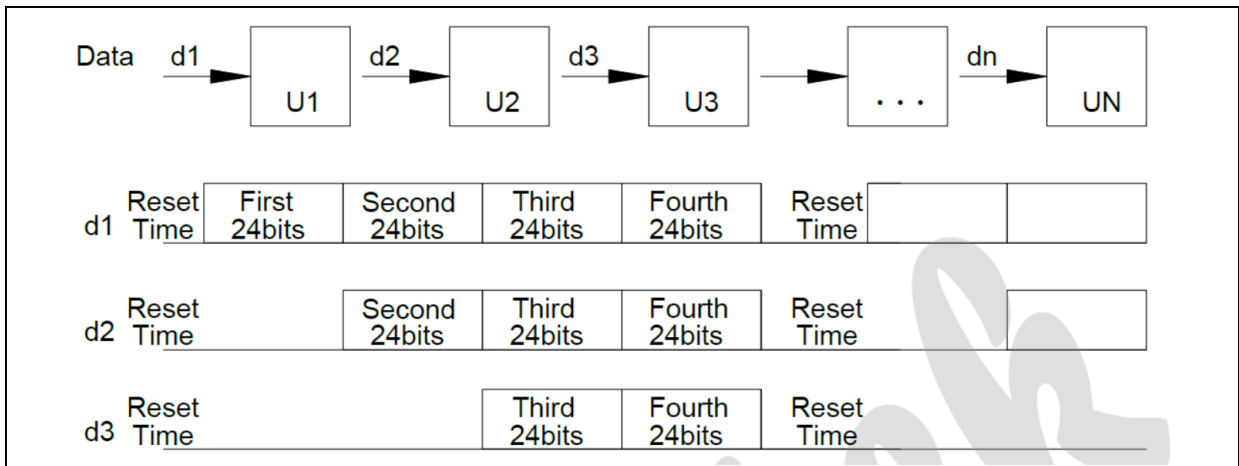 Data d1 d2 d3 dn
U1 U2 U3 . . . UN
d1 Reset Time First 24bits Second 24bits Third 24bits Fourth 24bits Reset Time
d2 Reset Time Second 24bits Third 24bits Fourth 24bits Reset Time
d3 Reset Time Third 24bits Fourth 24bits Reset Time